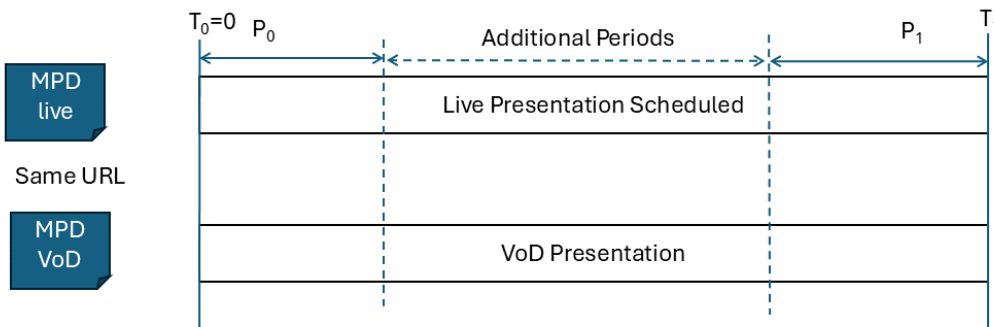 T₀=0
P₀
Additional Periods
P₁
T
MPD
live
Live Presentation Scheduled
Same URL
MPD
VoD
VoD Presentation